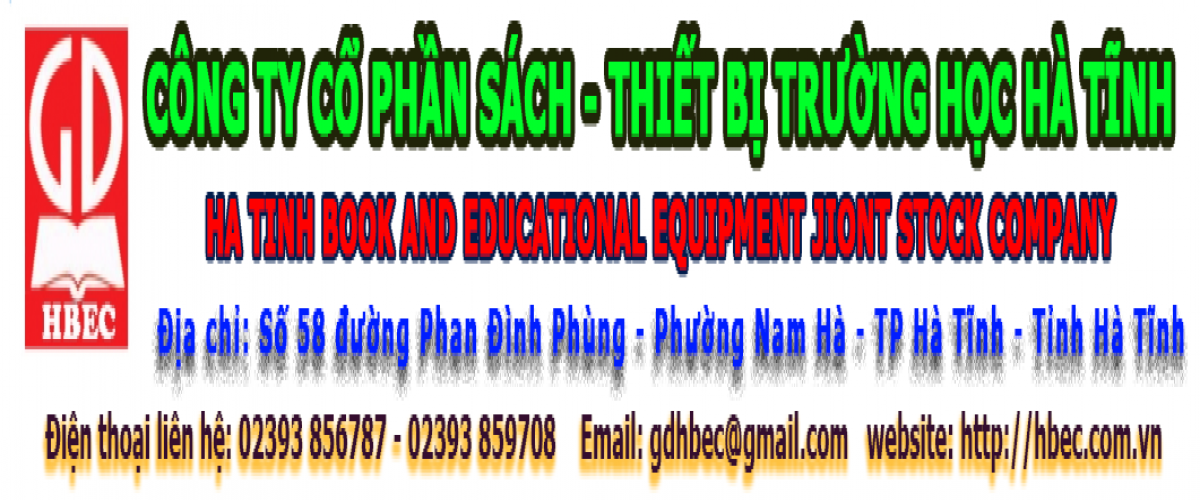 GD
HBEC
CÔNG TY CỔ PHẦN SÁCH - THIẾT BỊ TRƯỜNG HỌC HÀ TĨNH
HA TINH BOOK AND EDUCATIONAL EQUIPMENT JIONT STOCK COMPANY
Địa chỉ: Số 58 đường Phan Đình Phùng - Phường Nam Hà - TP Hà Tĩnh - Tỉnh Hà Tĩnh
Điện thoại liên hệ: 02393 856787 - 02393 859708 Email: gdhbec@gmail.com website: http://hbec.com.vn